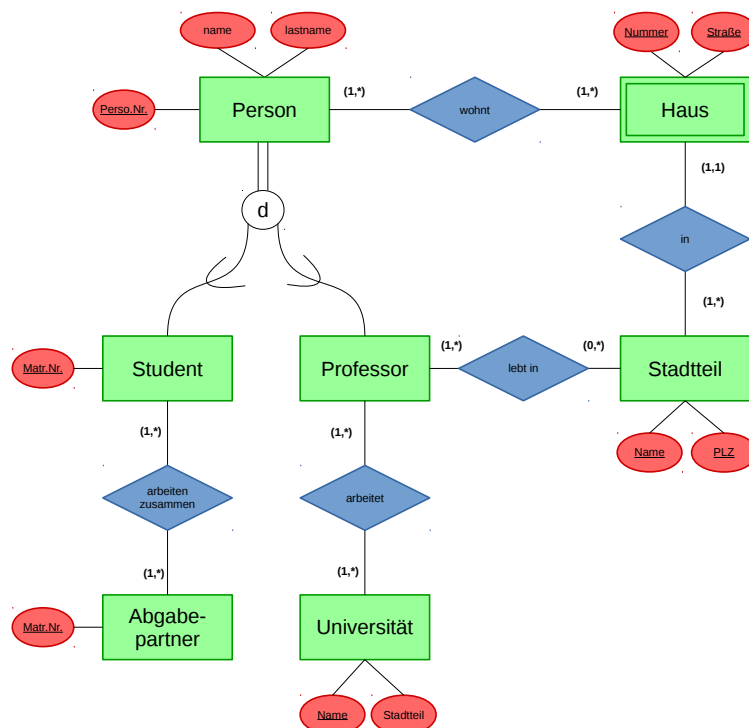 name
lastname
Nummer
Straße
Perso.Nr.
Person
(1,*)
wohnt
(1,*)
Haus
(1,1)
d
in
(1,*)
Matr.Nr.
Student
Professor
(1,*)
lebt in
(0,*)
Stadtteil
(1,*)
(1,*)
Name
PLZ
arbeiten
zusammen
arbeitet
(1,*)
(1,*)
Matr.Nr.
Abgabe-
partner
Universität
Name
Stadtteil